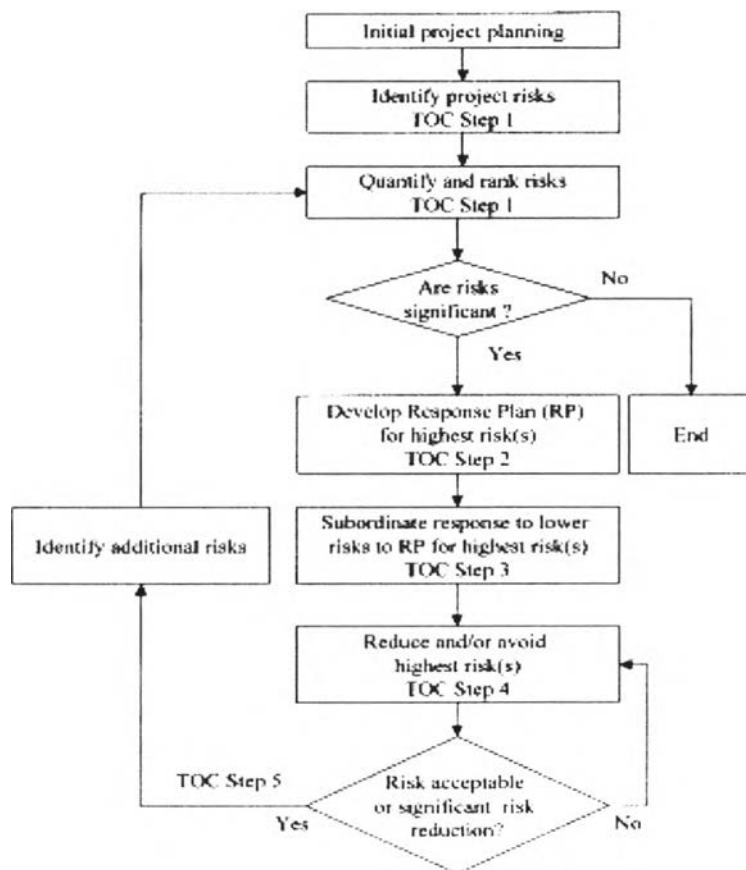 Initial project planning
Identify project risks
TOC Step 1
Quantify and rank risks
TOC Step 1
Are risks
significant ?
No
Yes
Develop Response Plan (RP)
for highest risk(s)
TOC Step 2
End
Subordinate response to lower
risks to RP for highest risk(s)
TOC Step 3
Identify additional risks
Reduce and/or avoid
highest risk(s)
TOC Step 4
TOC Step 5
Risk acceptable
or significant risk
reduction?
Yes
No